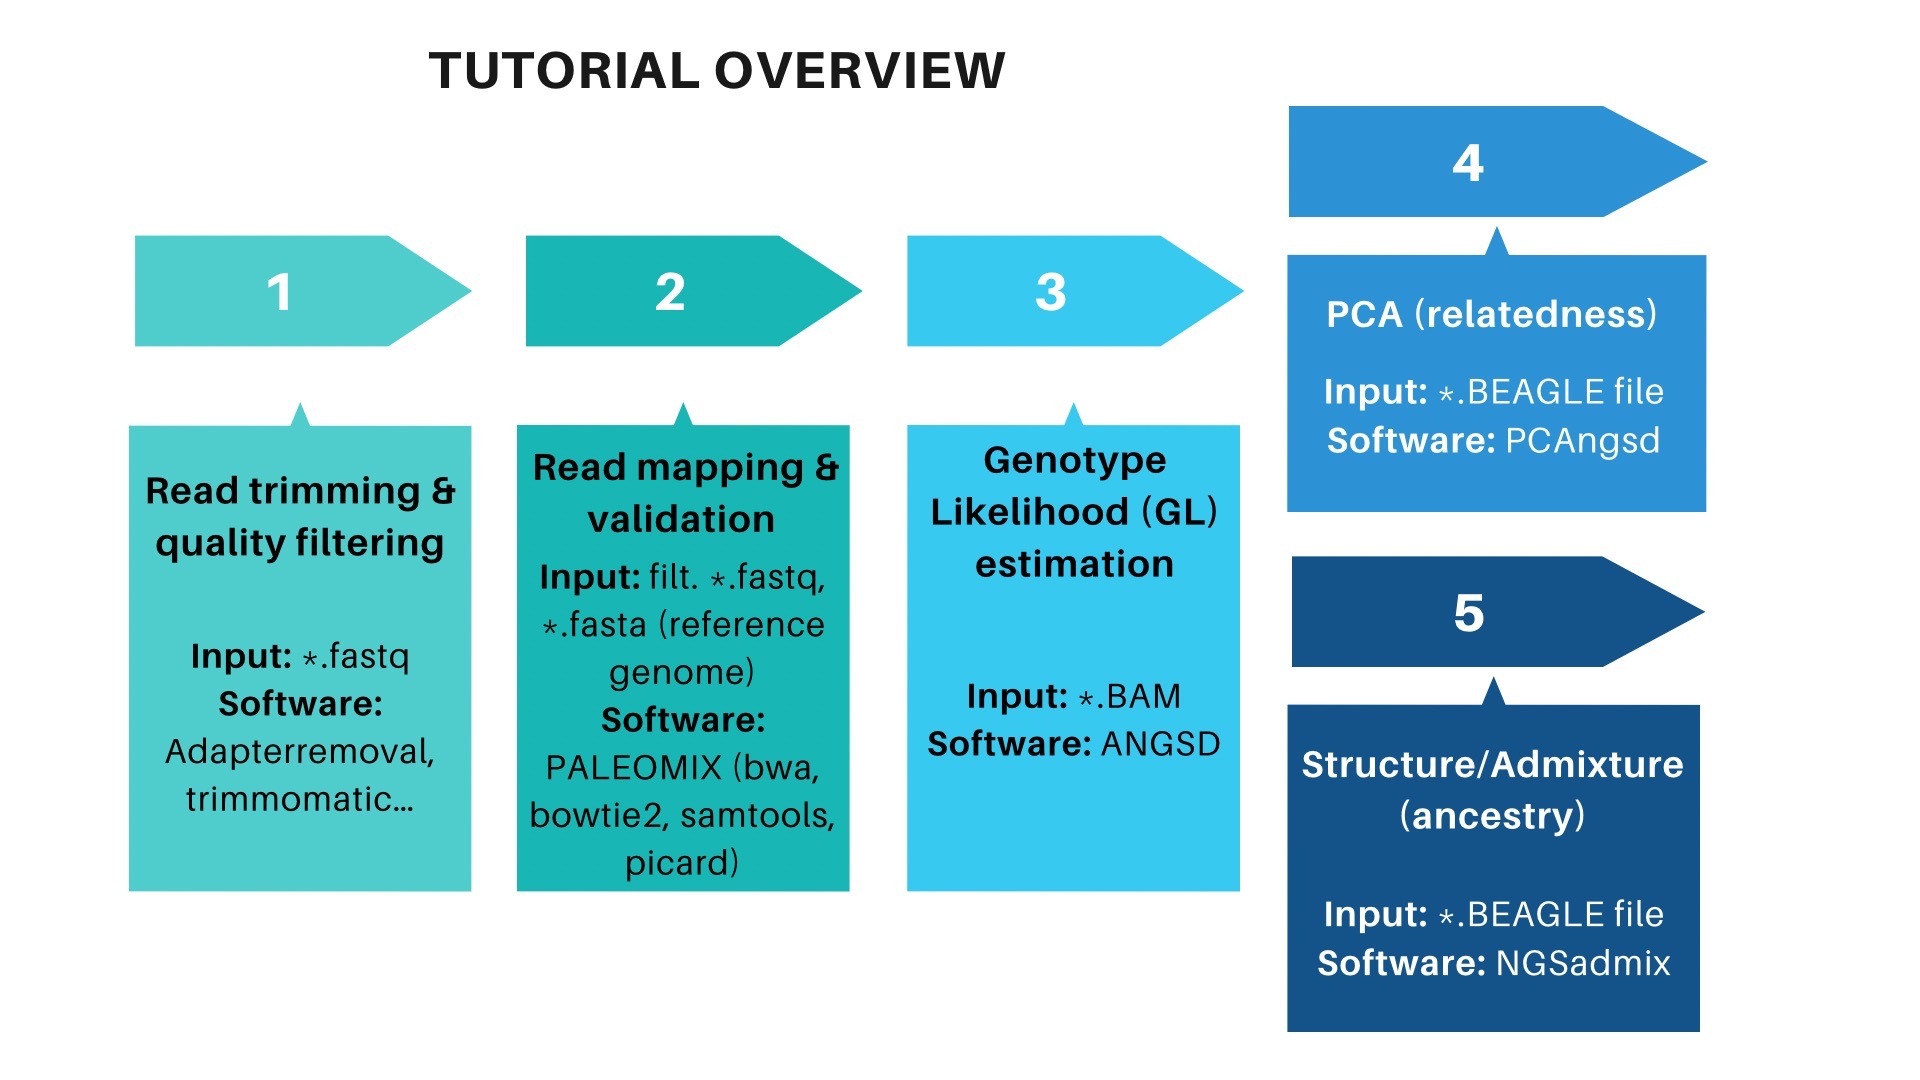 TUTORIAL OVERVIEW
1
Read trimming &
quality filtering
Input: *.fastq
Software:
Adapterremoval,
trimmomatic...
2
Read mapping &
validation
Input: filt. *.fastq,
*.fasta (reference
genome)
Software:
PALEOMIX (bwa,
bowtie2, samtools,
picard)
3
Genotype
Likelihood (GL)
estimation
Input: *.BAM
Software: ANGSD
4
PCA (relatedness)
Input: *.BEAGLE file
Software: PCAngsd
5
Structure/Admixture
(ancestry)
Input: *.BEAGLE file
Software: NGSadmix